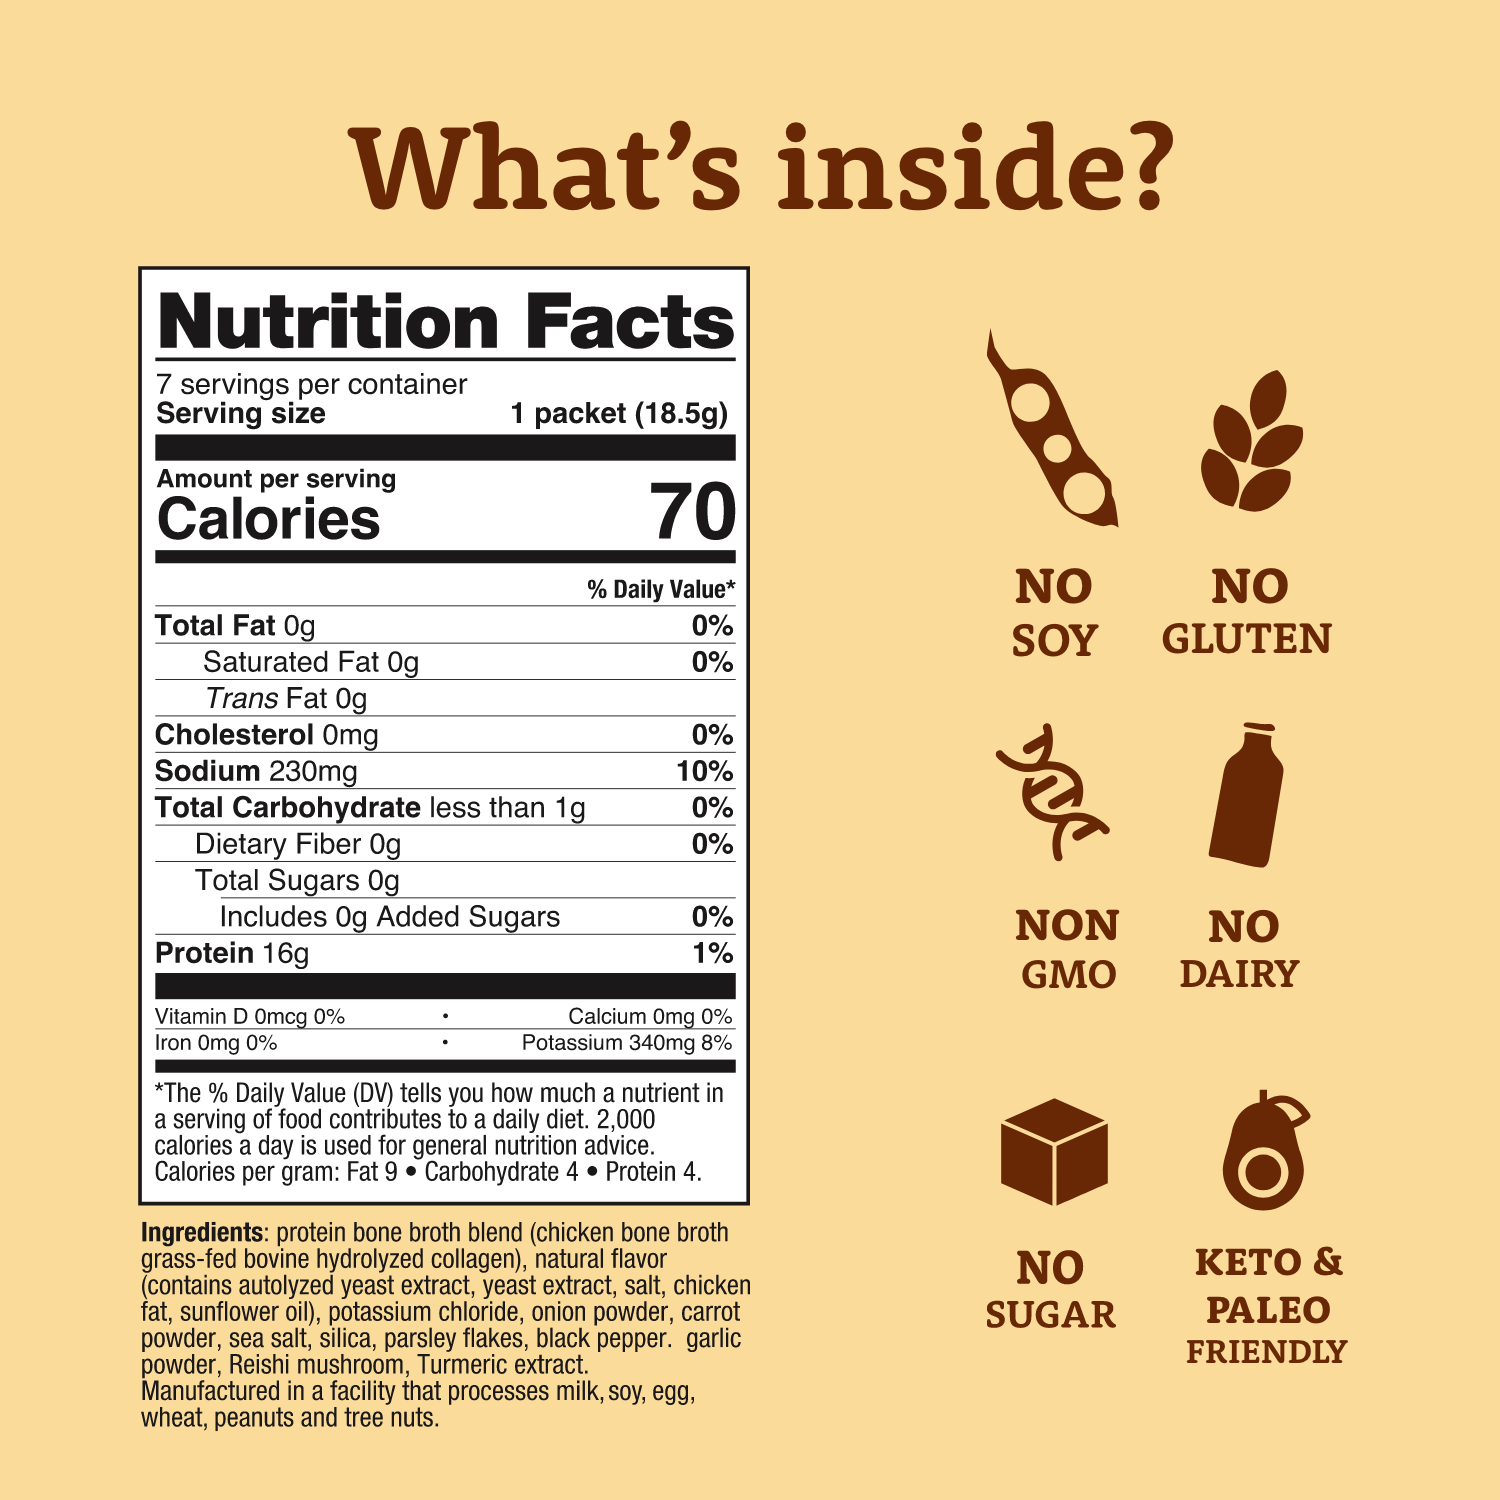 What's inside?
Nutrition Facts
7 servings per container
Serving size 1 packet (18.5g)
Amount per serving
Calories 70
% Daily Value*
Total Fat 0g 0%
Saturated Fat 0g 0%
Trans Fat 0g
Cholesterol 0mg 0%
Sodium 230mg 10%
Total Carbohydrate less than 1g 0%
Dietary Fiber 0g 0%
Total Sugars 0g
Includes 0g Added Sugars 0%
Protein 16g 1%
Vitamin D 0mcg 0% • Calcium 0mg 0%
Iron 0mg 0% • Potassium 340mg 8%
*The % Daily Value (DV) tells you how much a nutrient in
a serving of food contributes to a daily diet. 2,000
calories a day is used for general nutrition advice.
Calories per gram: Fat 9 • Carbohydrate 4 • Protein 4.
Ingredients: protein bone broth blend (chicken bone broth
grass-fed bovine hydrolyzed collagen), natural flavor
(contains autolyzed yeast extract, yeast extract, salt, chicken
fat, sunflower oil), potassium chloride, onion powder, carrot
powder, sea salt, silica, parsley flakes, black pepper. garlic
powder, Reishi mushroom, Turmeric extract.
Manufactured in a facility that processes milk, soy, egg,
wheat, peanuts and tree nuts.
NO
SOY
NO
GLUTEN
NON
GMO
NO
DAIRY
NO
SUGAR
KETO &
PALEO
FRIENDLY